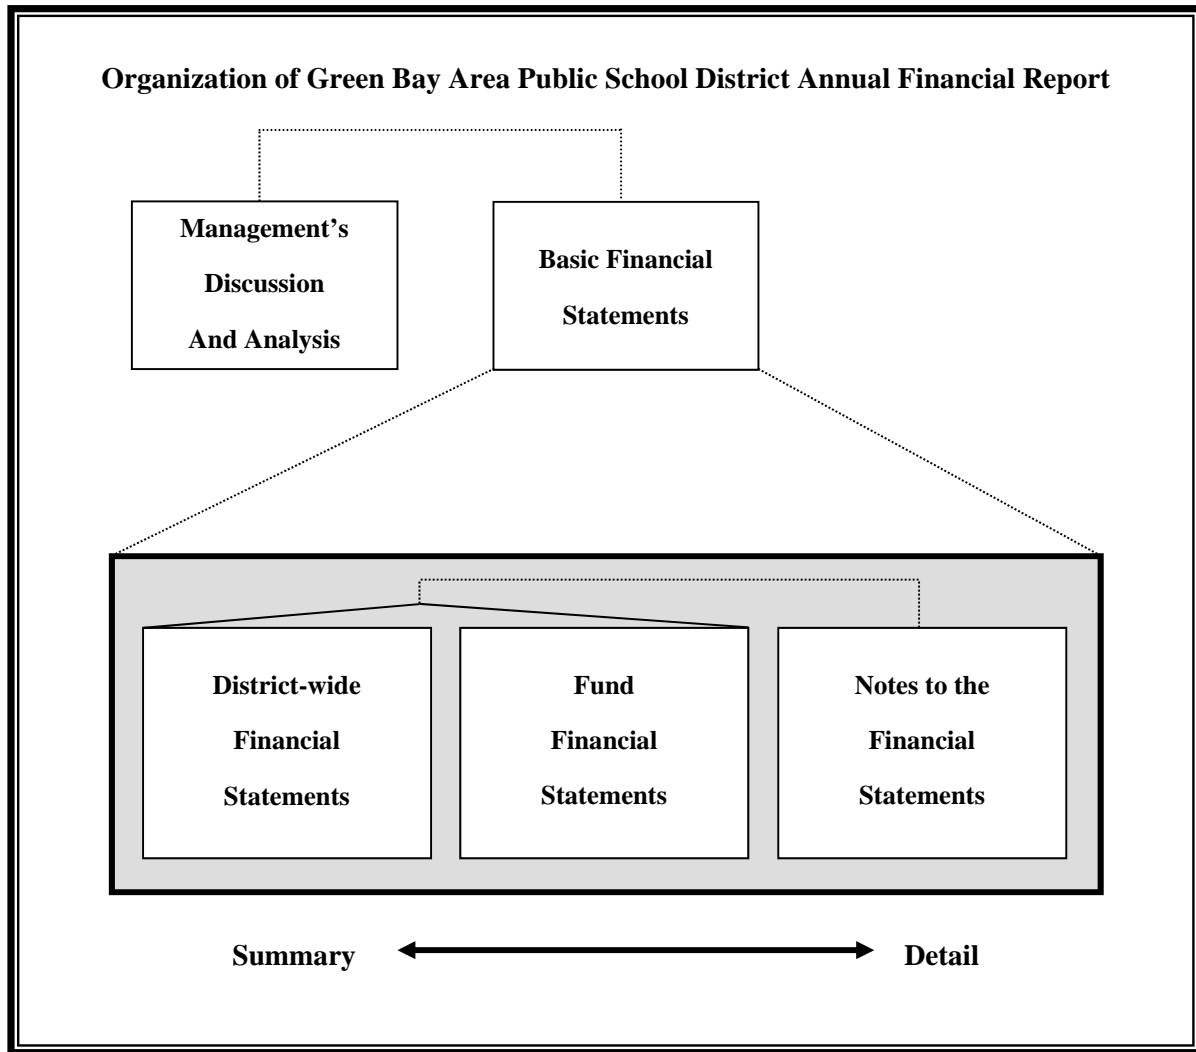 Organization of Green Bay Area Public School District Annual Financial Report
Management’s
Discussion
And Analysis
Basic Financial
Statements
District-wide
Financial
Statements
Fund
Financial
Statements
Notes to the
Financial
Statements
Summary
Detail